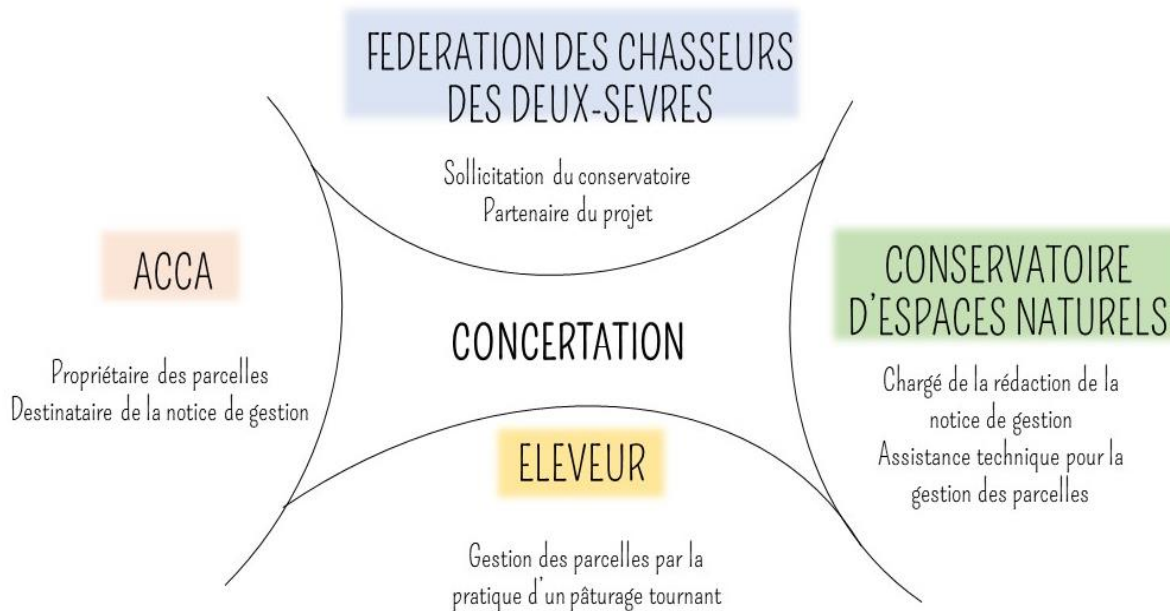 FEDERATION DES CHASSEURS
DES DEUX-SEVRES
Sollicitation du conservatoire
Partenaire du projet
ACCA
Propriétaire des parcelles
Destinataire de la notice de gestion
CONCERTATION
CONSERVATOIRE
D'ESPACES NATURELS
Chargé de la rédaction de la
notice de gestion
Assistance technique pour la
gestion des parcelles
ELEVEUR
Gestion des parcelles par la
pratique d'un pâturage tournant